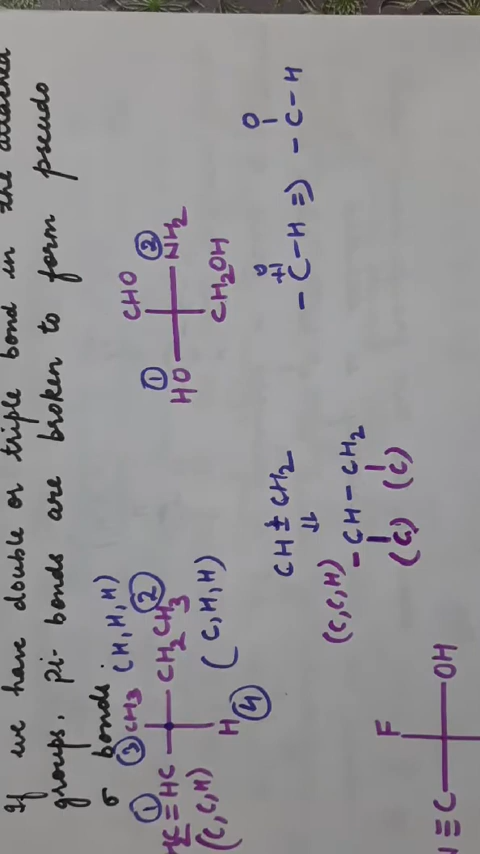 If we have double or triple bond in the attached
groups, pi-bonds are broken to form pseudo
σ bonds.
③ CH₃ (H,H,H)
① =HC
CH₂CH₃ ②
(C,C,H)
(C,H,H)
H ④
CHO
① HO
NH₂ ②
CH₂OH
CH=CH₂
⇓
(C,C,H)
-CH-CH₂
(C) (C)
O
-C-H ⇒ -C-H
O
F
≡C
OH